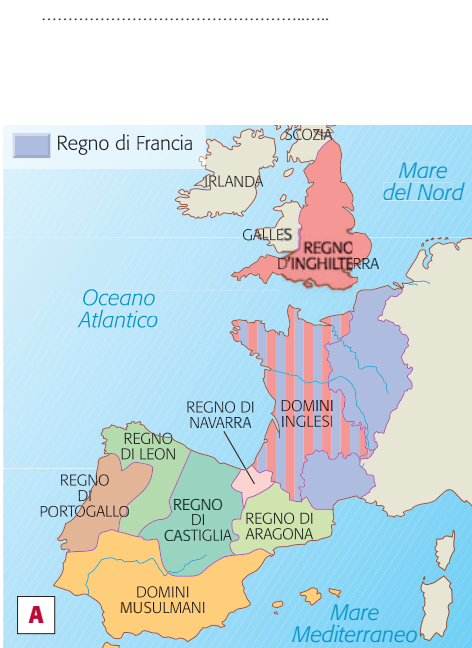 Regno di Francia
SCOZIA
Mare
del Nord
IRLANDA
GALLES
REGNO
D'INGHILTERRA
Oceano
Atlantico
REGNO DI
NAVARRA
DOMINI
INGLESI
REGNO
DI LEON
REGNO
DI
PORTOGALLO
REGNO
DI
CASTIGLIA
REGNO DI
ARAGONA
DOMINI
MUSULMANI
A
Mare
Mediterraneo